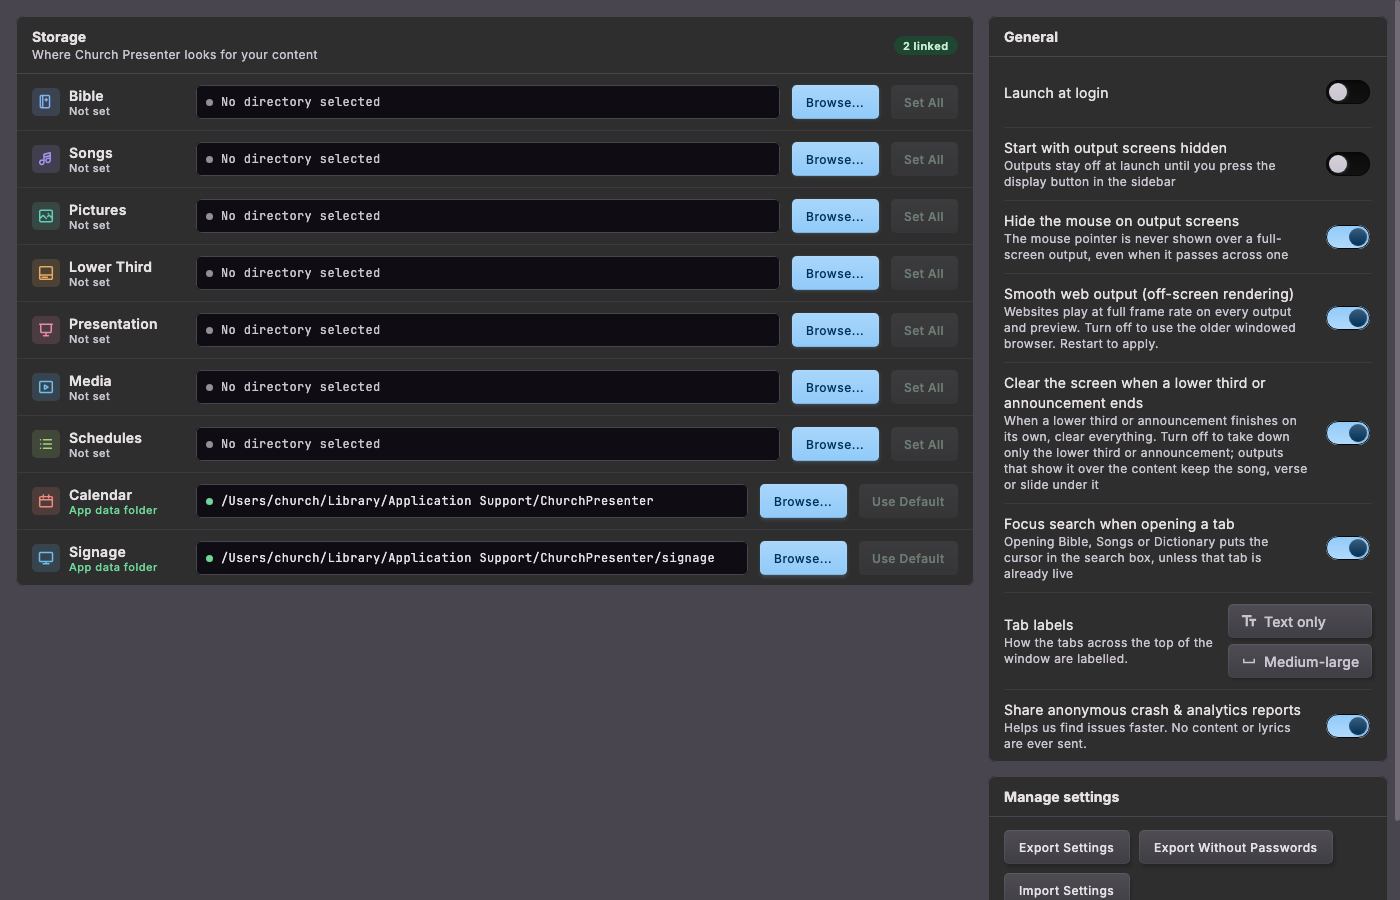 Storage
Where Church Presenter looks for your content
2 linked
Bible
Not set
No directory selected
Browse...
Set All
Songs
Not set
No directory selected
Browse...
Set All
Pictures
Not set
No directory selected
Browse...
Set All
Lower Third
Not set
No directory selected
Browse...
Set All
Presentation
Not set
No directory selected
Browse...
Set All
Media
Not set
No directory selected
Browse...
Set All
Schedules
Not set
No directory selected
Browse...
Set All
Calendar
App data folder
/Users/church/Library/Application Support/ChurchPresenter
Browse...
Use Default
Signage
App data folder
/Users/church/Library/Application Support/ChurchPresenter/signage
Browse...
Use Default
General
Launch at login
Start with output screens hidden
Outputs stay off at launch until you press the
display button in the sidebar
Hide the mouse on output screens
The mouse pointer is never shown over a full-
screen output, even when it passes across one
Smooth web output (off-screen rendering)
Websites play at full frame rate on every output
and preview. Turn off to use the older windowed
browser. Restart to apply.
Clear the screen when a lower third or
announcement ends
When a lower third or announcement finishes on
its own, clear everything. Turn off to take down
only the lower third or announcement; outputs
that show it over the content keep the song, verse
or slide under it
Focus search when opening a tab
Opening Bible, Songs or Dictionary puts the
cursor in the search box, unless that tab is
already live
Tab labels
How the tabs across the top of the
window are labelled.
Text only
Medium-large
Share anonymous crash & analytics reports
Helps us find issues faster. No content or lyrics
are ever sent.
Manage settings
Export Settings
Export Without Passwords
Import Settings